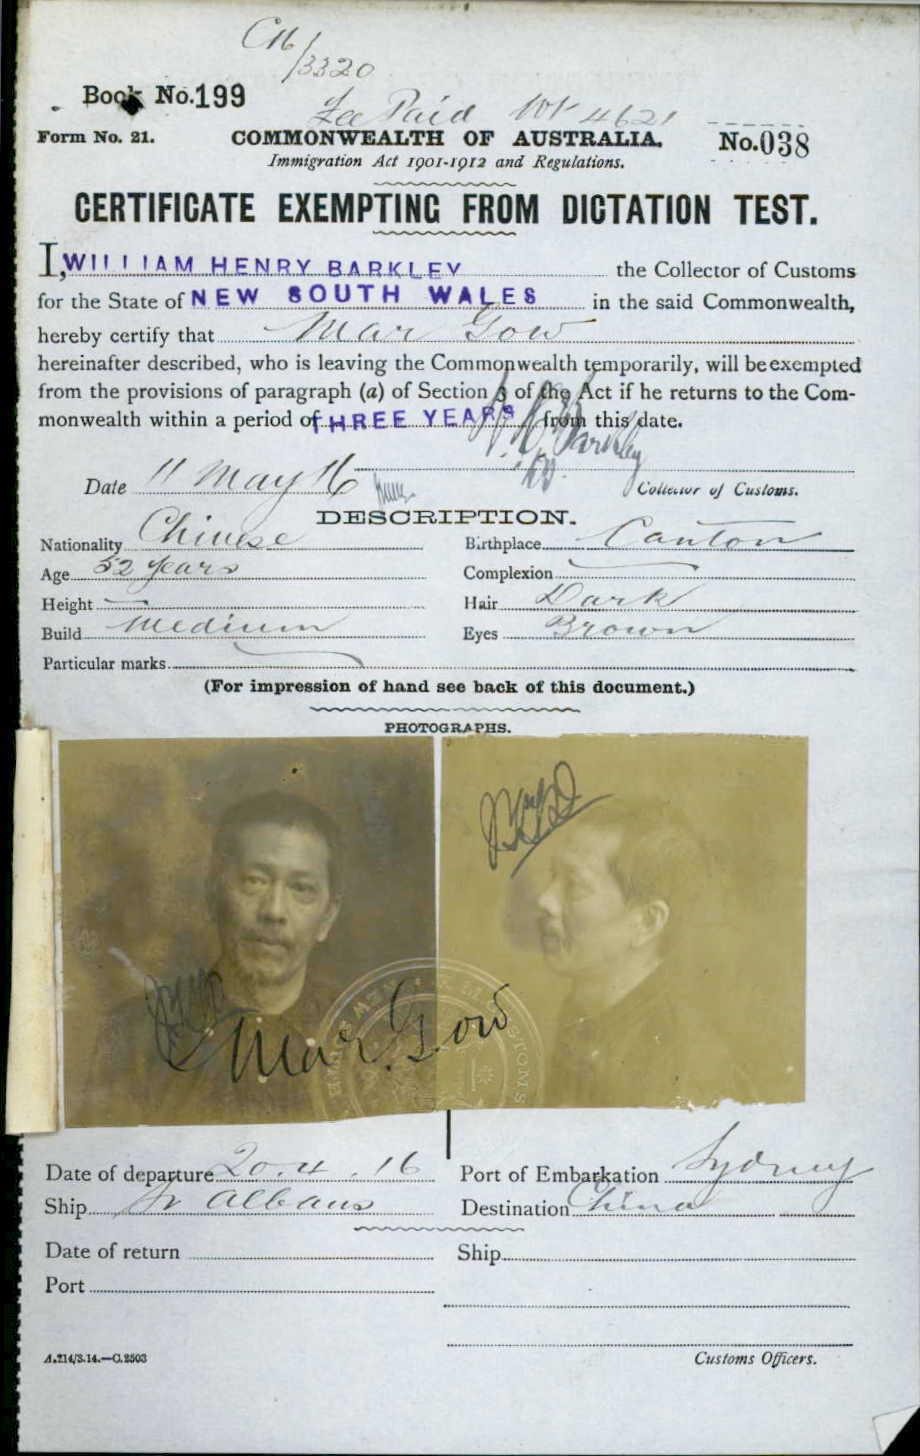 C16/3320
Book No. 199
Fee Paid
4621
Form No. 21.
COMMONWEALTH OF AUSTRALIA.
No. 038
Immigration Act 1901-1912 and Regulations.
CERTIFICATE EXEMPTING FROM DICTATION TEST.
I, WILLIAM HENRY BARKLEY the Collector of Customs
for the State of NEW SOUTH WALES in the said Commonwealth,
hereby certify that Mar Gow
hereinafter described, who is leaving the Commonwealth temporarily, will be exempted
from the provisions of paragraph (a) of Section 3 of the Act if he returns to the Com-
monwealth within a period of THREE YEARS from this date.
Date 11 May 16
Barkley
Collector of Customs.
DESCRIPTION.
Nationality Chinese
Birthplace Canton
Age 52 years
Complexion
Height
Hair Dark
Build Medium
Eyes Brown
Particular marks
(For impression of hand see back of this document.)
PHOTOGRAPHS.
Mar Gow
Date of departure 20.4.16
Port of Embarkation Sydney
Ship St Albans
Destination China
Date of return
Ship
Port
A.214/3.14.—C.2503
Customs Officers.